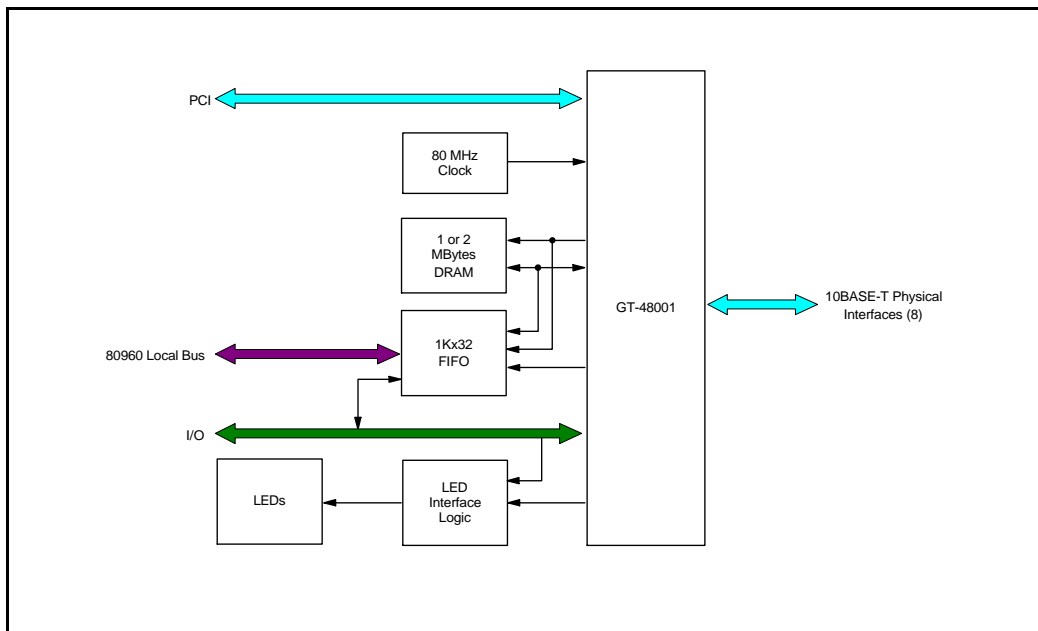 PCI
80 MHz
Clock
1 or 2
MBytes
DRAM
GT-48001
10BASE-T Physical
Interfaces (8)
80960 Local Bus
1Kx32
FIFO
I/O
LEDs
LED
Interface
Logic